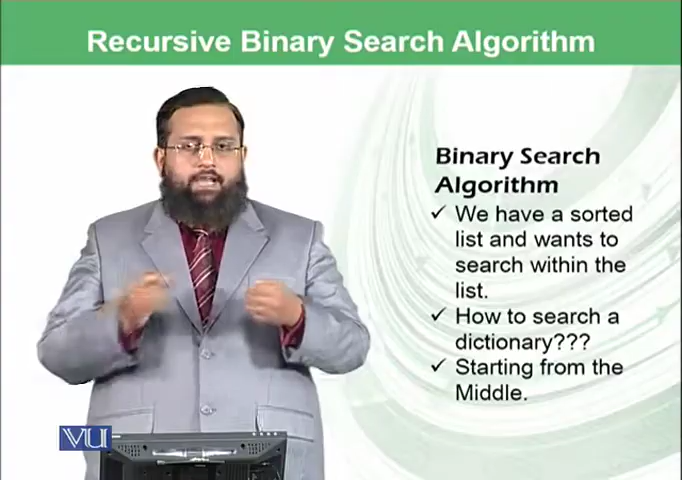 Recursive Binary Search Algorithm
Binary Search
Algorithm
✓ We have a sorted
list and wants to
search within the
list.
✓ How to search a
dictionary???
✓ Starting from the
Middle.
VU